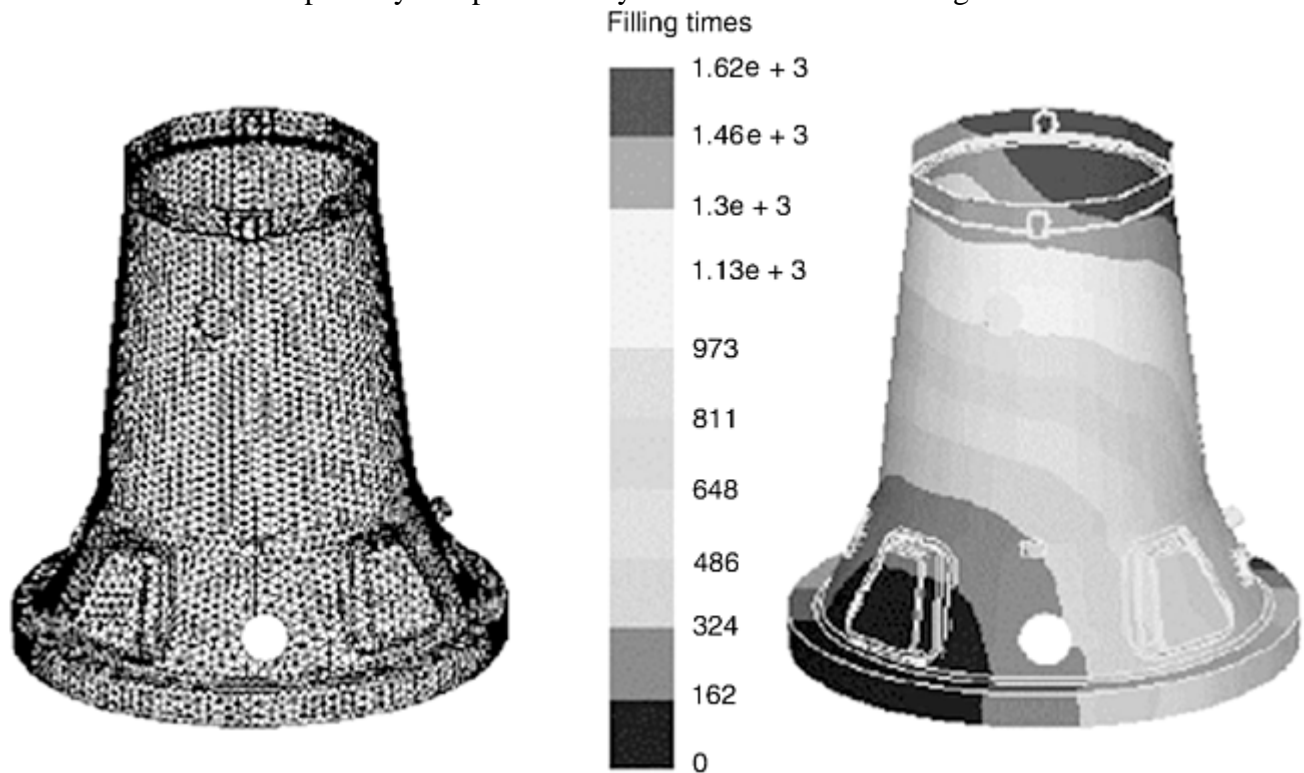 Filling times
1.62e + 3
1.46e + 3
1.3e + 3
1.13e + 3
973
811
648
486
324
162
0